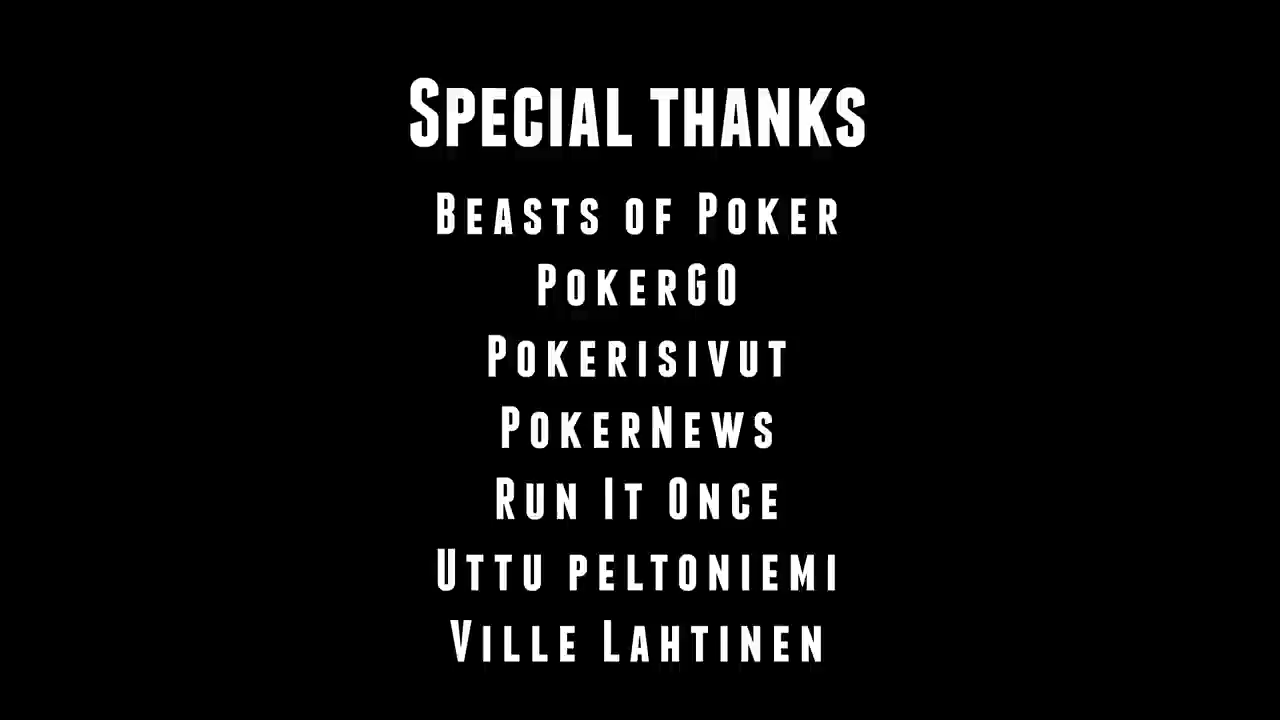 Special thanks
Beasts of Poker
PokerGO
Pokerisivut
PokerNews
Run It Once
Uttu peltoniemi
Ville Lahtinen